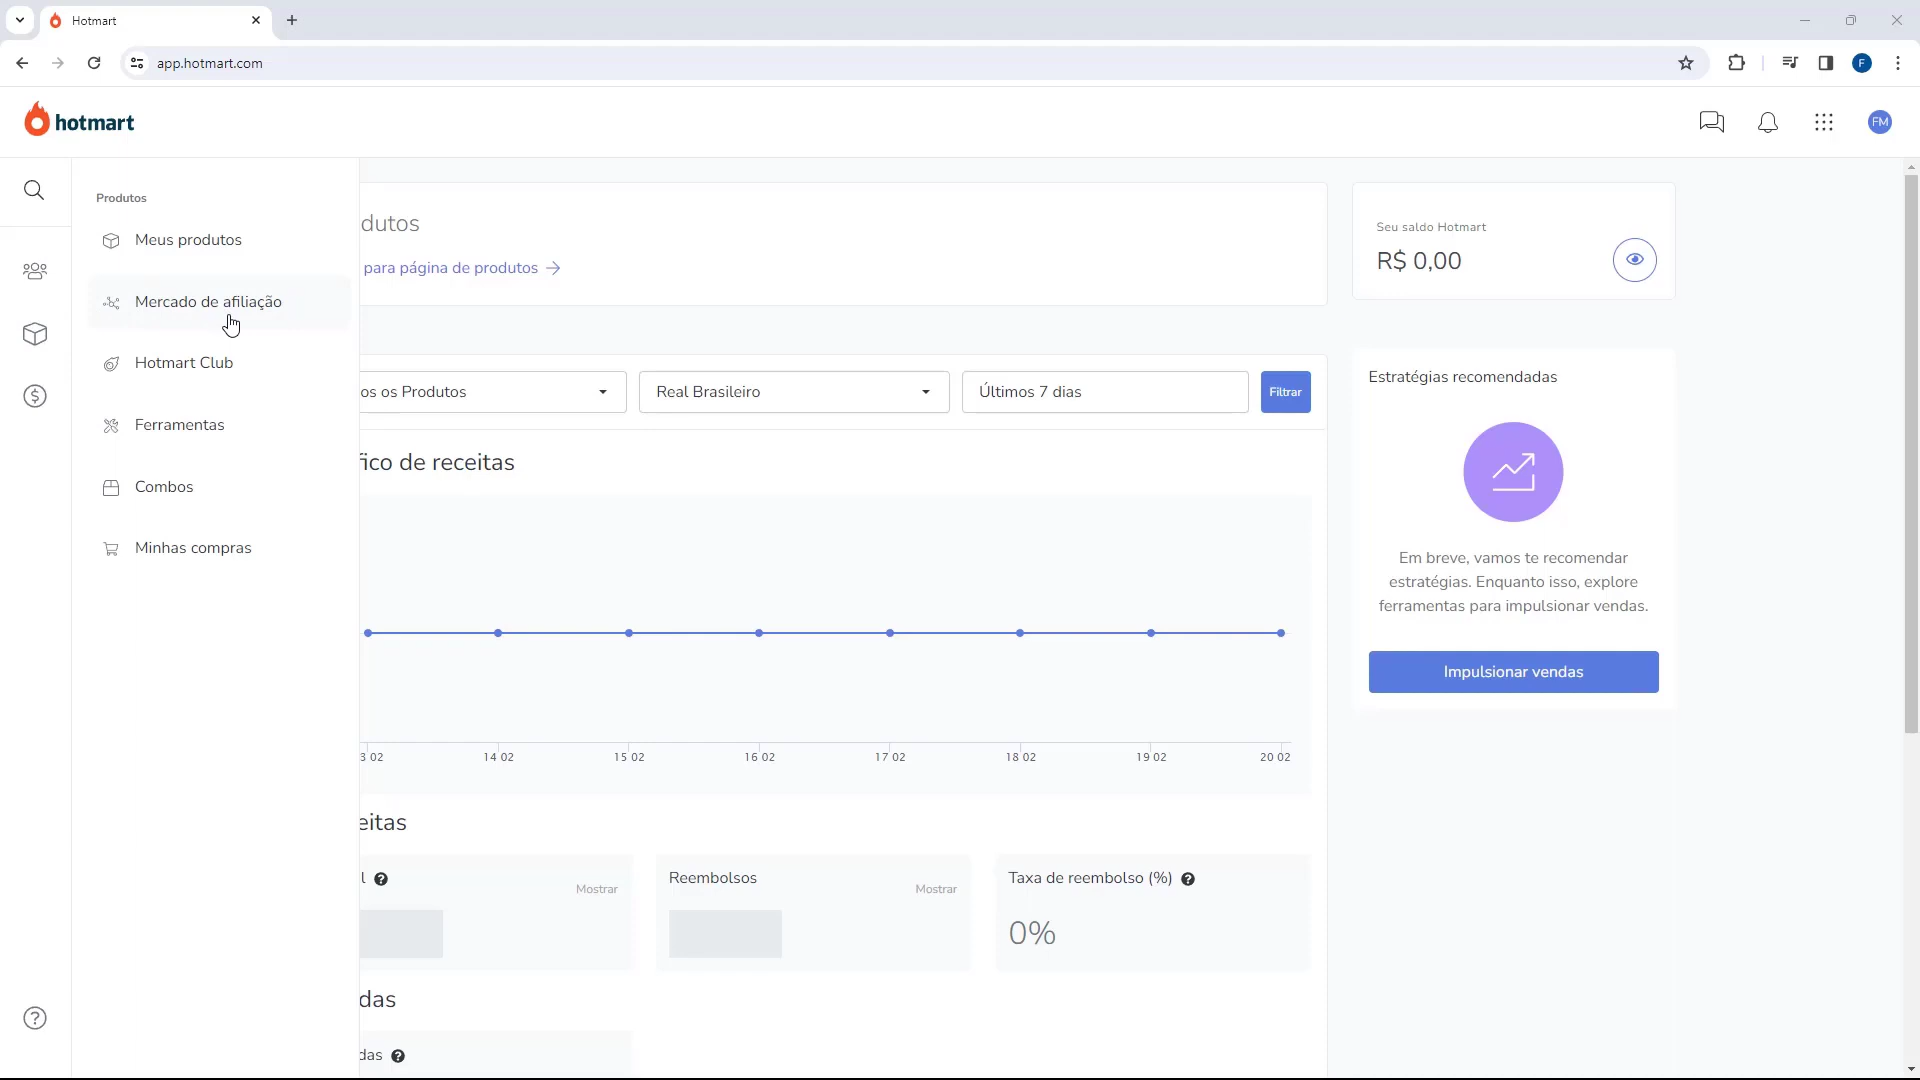 Hotmart
app.hotmart.com
F
hotmart
FM
Produtos
Meus produtos
Mercado de afiliação
Hotmart Club
Ferramentas
Combos
Minhas compras
dutos
para página de produtos
Seu saldo Hotmart
R$ 0,00
os os Produtos
Real Brasileiro
Últimos 7 dias
Filtrar
fico de receitas
3 02
14 02
15 02
16 02
17 02
18 02
19 02
20 02
Estratégias recomendadas
Em breve, vamos te recomendar
estratégias. Enquanto isso, explore
ferramentas para impulsionar vendas.
Impulsionar vendas
eitas
l
Mostrar
Reembolsos
Mostrar
Taxa de reembolso (%)
0%
das
das